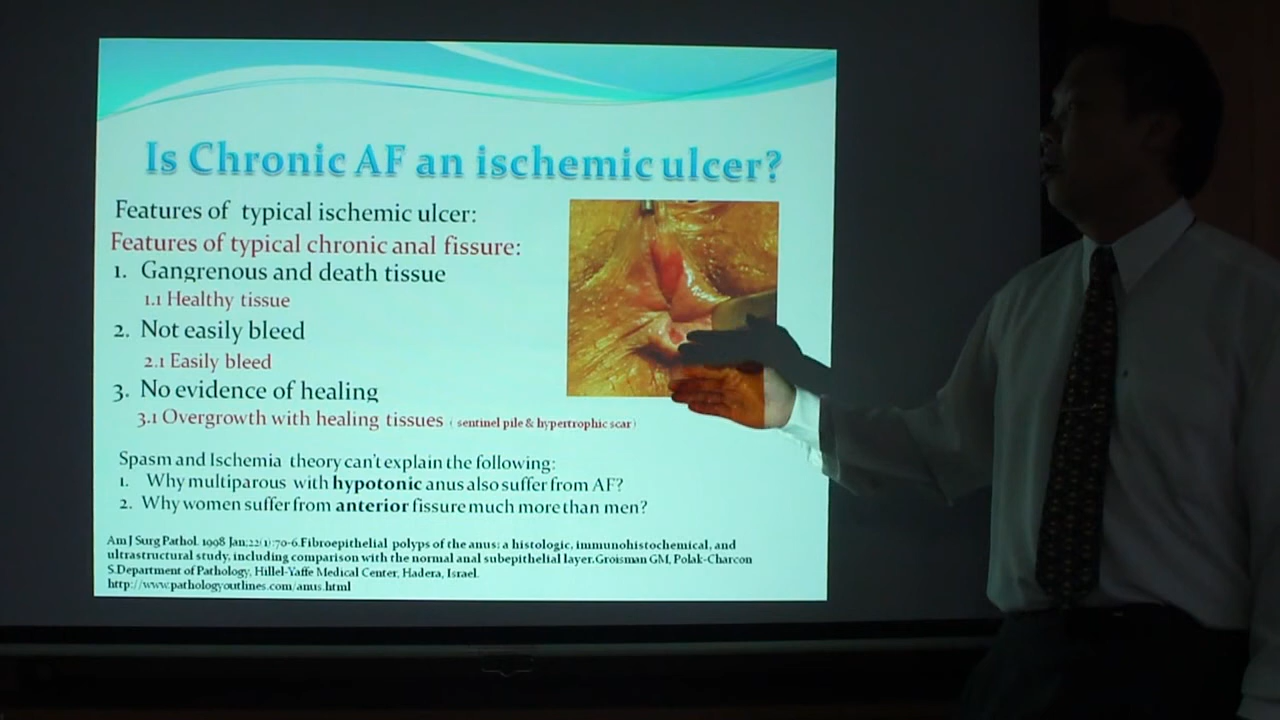 Is Chronic AF an ischemic ulcer?
Features of typical ischemic ulcer:
Features of typical chronic anal fissure:
1. Gangrenous and death tissue
1.1 Healthy tissue
2. Not easily bleed
2.1 Easily bleed
3. No evidence of healing
3.1 Overgrowth with healing tissues ( sentinel pile & hypertrophic scar)
Spasm and Ischemia theory can't explain the following:
1. Why multiparous with hypotonic anus also suffer from AF?
2. Why women suffer from anterior fissure much more than men?
Am J Surg Pathol. 1998 Jan;22(1):70-6.Fibroepithelial polyps of the anus: a histologic, immunohistochemical, and
ultrastructural study, including comparison with the normal anal subepithelial layer.Groisman GM, Polak-Charcon
S.Department of Pathology, Hillel-Yaffe Medical Center, Hadera, Israel.
http://www.pathologyoutlines.com/anus.html